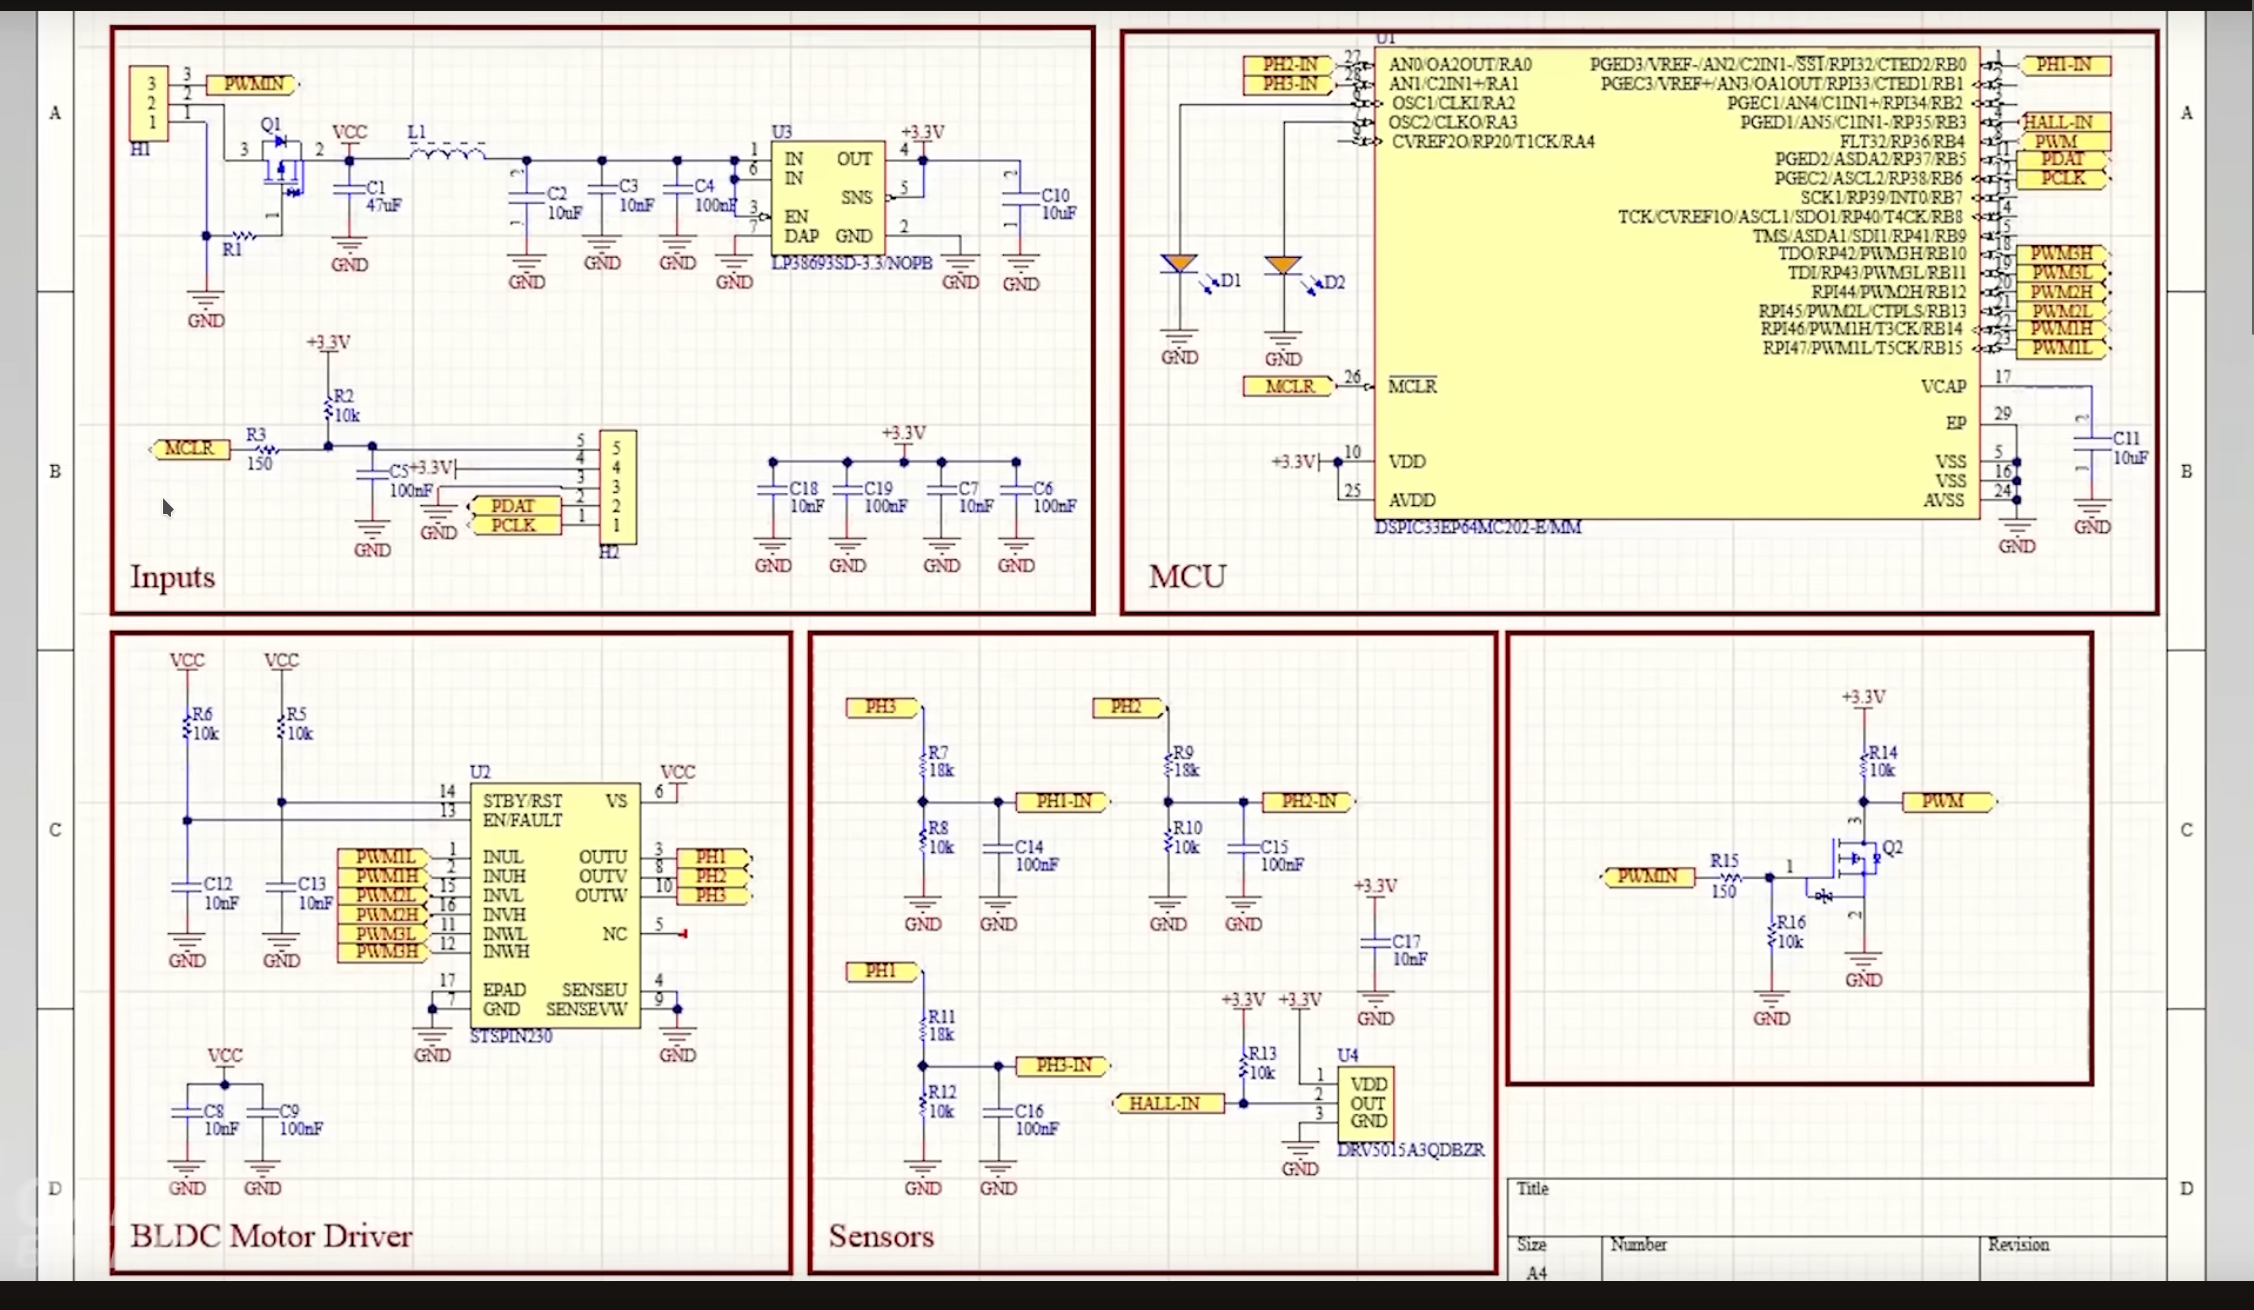 A
B
C
D
A
B
C
D
3
2
1
3
2
1
PWMIN
H1
Q1
3
2
1
R1
GND
VCC
C1
47uF
GND
L1
2
C2
10uF
1
GND
C3
10nF
GND
C4
100nF
GND
U3
1
6
3
7
IN
IN
EN
DAP
OUT
SNS
GND
4
5
2
LP38693SD-3.3/NOPB
GND
GND
+3.3V
2
C10
10uF
1
GND
+3.3V
R2
10k
MCLR
R3
150
C5
100nF
GND
+3.3V
GND
PDAT
PCLK
5
4
3
2
1
5
4
3
2
1
H2
+3.3V
C18
10nF
GND
C19
100nF
GND
C7
10nF
GND
C6
100nF
GND
Inputs
U1
PH2-IN
27
AN0/OA2OUT/RA0
PH3-IN
28
AN1/C2IN1+/RA1
OSC1/CLKI/RA2
OSC2/CLKO/RA3
9
CVREF2O/RP20/T1CK/RA4
PGED3/VREF-/AN2/C2IN1-/SS1/RPI32/CTED2/RB0
1
PH1-IN
PGEC3/VREF+/AN3/OA1OUT/RPI33/CTED1/RB1
PGEC1/AN4/C1IN1+/RPI34/RB2
PGED1/AN5/C1IN1-/RP35/RB3
HALL-IN
FLT32/RP36/RB4
PWM
PGED2/ASDA2/RP37/RB5
11
PDAT
PGEC2/ASCL2/RP38/RB6
12
PCLK
SCK1/RP39/INT0/RB7
13
TCK/CVREF1O/ASCL1/SDO1/RP40/T4CK/RB8
TMS/ASDA1/SDI1/RP41/RB9
15
TDO/RP42/PWM3H/RB10
18
PWM3H
TDI/RP43/PWM3L/RB11
19
PWM3L
RPI44/PWM2H/RB12
20
PWM2H
RPI45/PWM2L/CTPLS/RB13
21
PWM2L
RPI46/PWM1H/T3CK/RB14
22
PWM1H
RPI47/PWM1L/T5CK/RB15
23
PWM1L
D1
D2
GND
GND
MCLR
26
MCLR
VCAP
17
EP
29
+3.3V
10
VDD
25
AVDD
VSS
5
VSS
16
AVSS
24
GND
2
C11
10uF
1
GND
DSPIC33EP64MC202-E/MM
MCU
VCC
VCC
R6
10k
R5
10k
C12
10nF
GND
C13
10nF
GND
U2
14
STBY/RST
13
EN/FAULT
PWM1L
1
INUL
PWM1H
2
INUH
PWM2L
15
INVL
PWM2H
16
INVH
PWM3L
11
INWL
PWM3H
12
INWH
17
EPAD
7
GND
GND
VCC
VS
6
OUTU
3
PH1
OUTV
8
PH2
OUTW
10
PH3
NC
5
SENSEU
4
SENSEVW
9
GND
STSPIN230
VCC
C8
10nF
GND
C9
100nF
GND
BLDC Motor Driver
PH3
R7
18k
PH1-IN
R8
10k
C14
100nF
GND
GND
PH2
R9
18k
PH2-IN
R10
10k
C15
100nF
GND
GND
PH1
R11
18k
PH3-IN
R12
10k
C16
100nF
GND
GND
+3.3V
C17
10nF
GND
+3.3V
+3.3V
R13
10k
U4
HALL-IN
1
2
3
VDD
OUT
GND
GND
DRV5015A3QDBZR
Sensors
+3.3V
R14
10k
PWM
3
Q2
PWMIN
R15
150
1
2
R16
10k
GND
GND
Title
Size
Number
Revision
A4